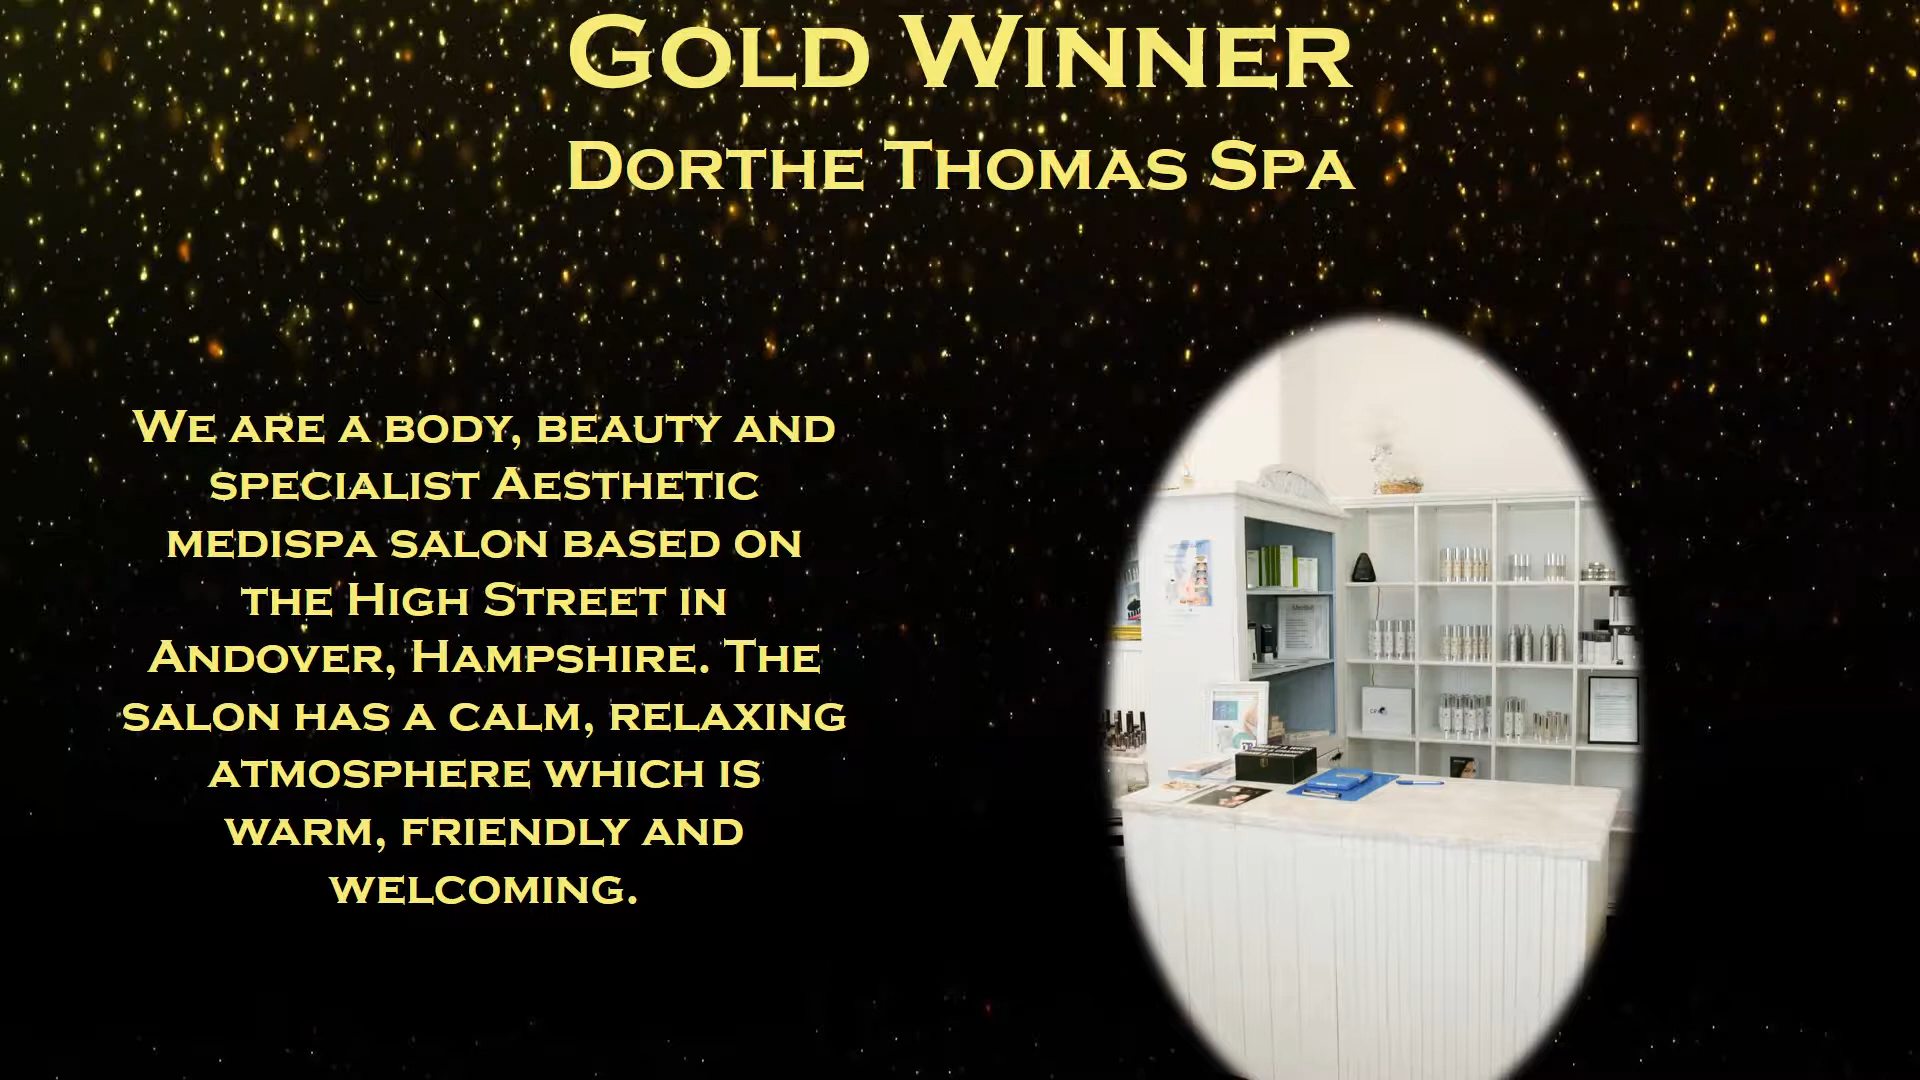 Gold Winner
Dorthe Thomas Spa
We are a body, beauty and
specialist Aesthetic
medispa salon based on
the High Street in
Andover, Hampshire. The
salon has a calm, relaxing
atmosphere which is
warm, friendly and
welcoming.